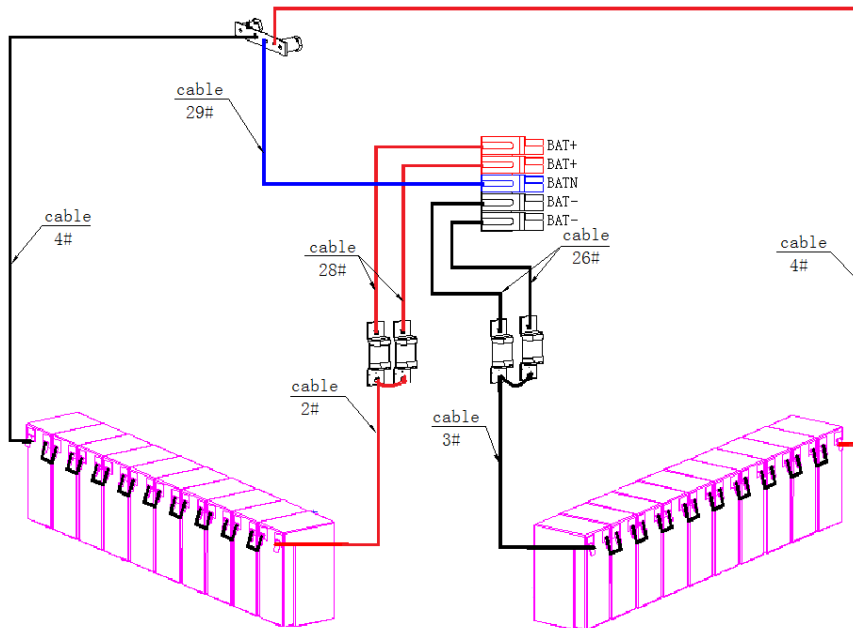 cable
29#
BAT+
BAT+
BATN
BAT-
BAT-
cable
4#
cable
28#
cable
26#
cable
4#
cable
2#
cable
3#